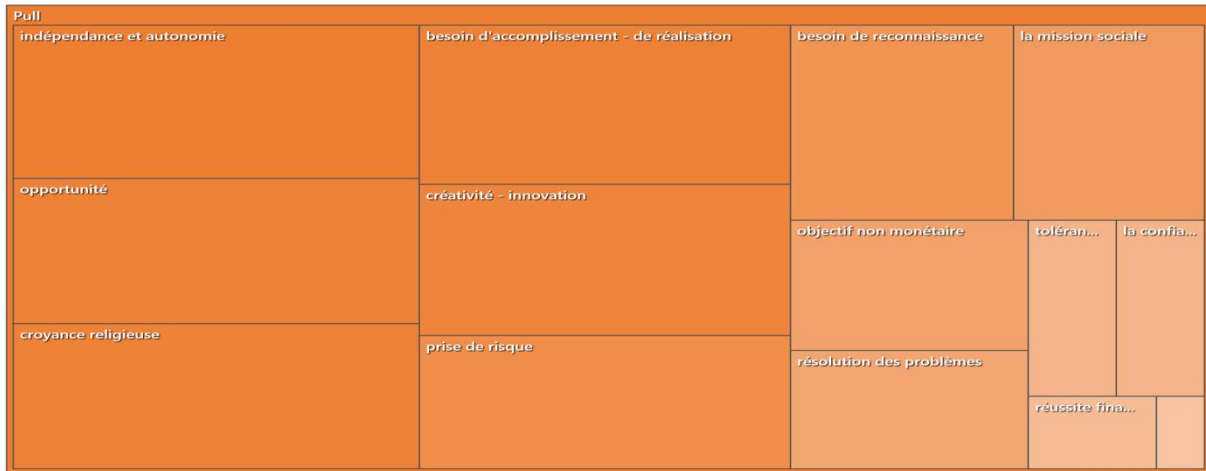 Pull
indépendance et autonomie
besoin d'accomplissement - de réalisation
besoin de reconnaissance
la mission sociale
opportunité
créativité - innovation
objectif non monétaire
toléran...
la confia...
croyance religieuse
prise de risque
résolution des problèmes
réussite fina...